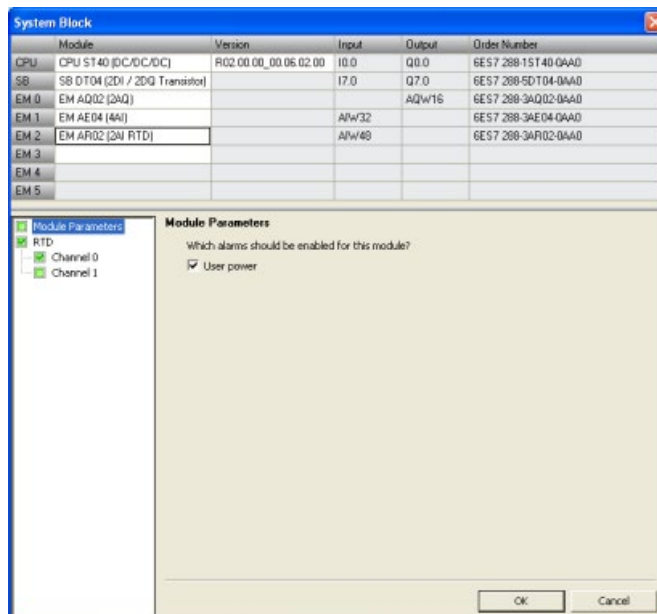 System Block
Module Version Input Output Order Number
CPU CPU ST40 (DC/DC/DC) R02.00.00_00.06.02.00 I0.0 Q0.0 6ES7 288-1ST40-0AA0
SB SB DT04 (2DI / 2DQ Transistor) I7.0 Q7.0 6ES7 288-5DT04-0AA0
EM 0 EM AQ02 (2AQ) AQW16 6ES7 288-3AQ02-0AA0
EM 1 EM AE04 (4AI) AIW32 6ES7 288-3AE04-0AA0
EM 2 EM AR02 (2AI RTD) AIW48 6ES7 288-3AR02-0AA0
EM 3
EM 4
EM 5
Module Parameters
RTD
Channel 0
Channel 1
Module Parameters
Which alarms should be enabled for this module?
User power
OK Cancel